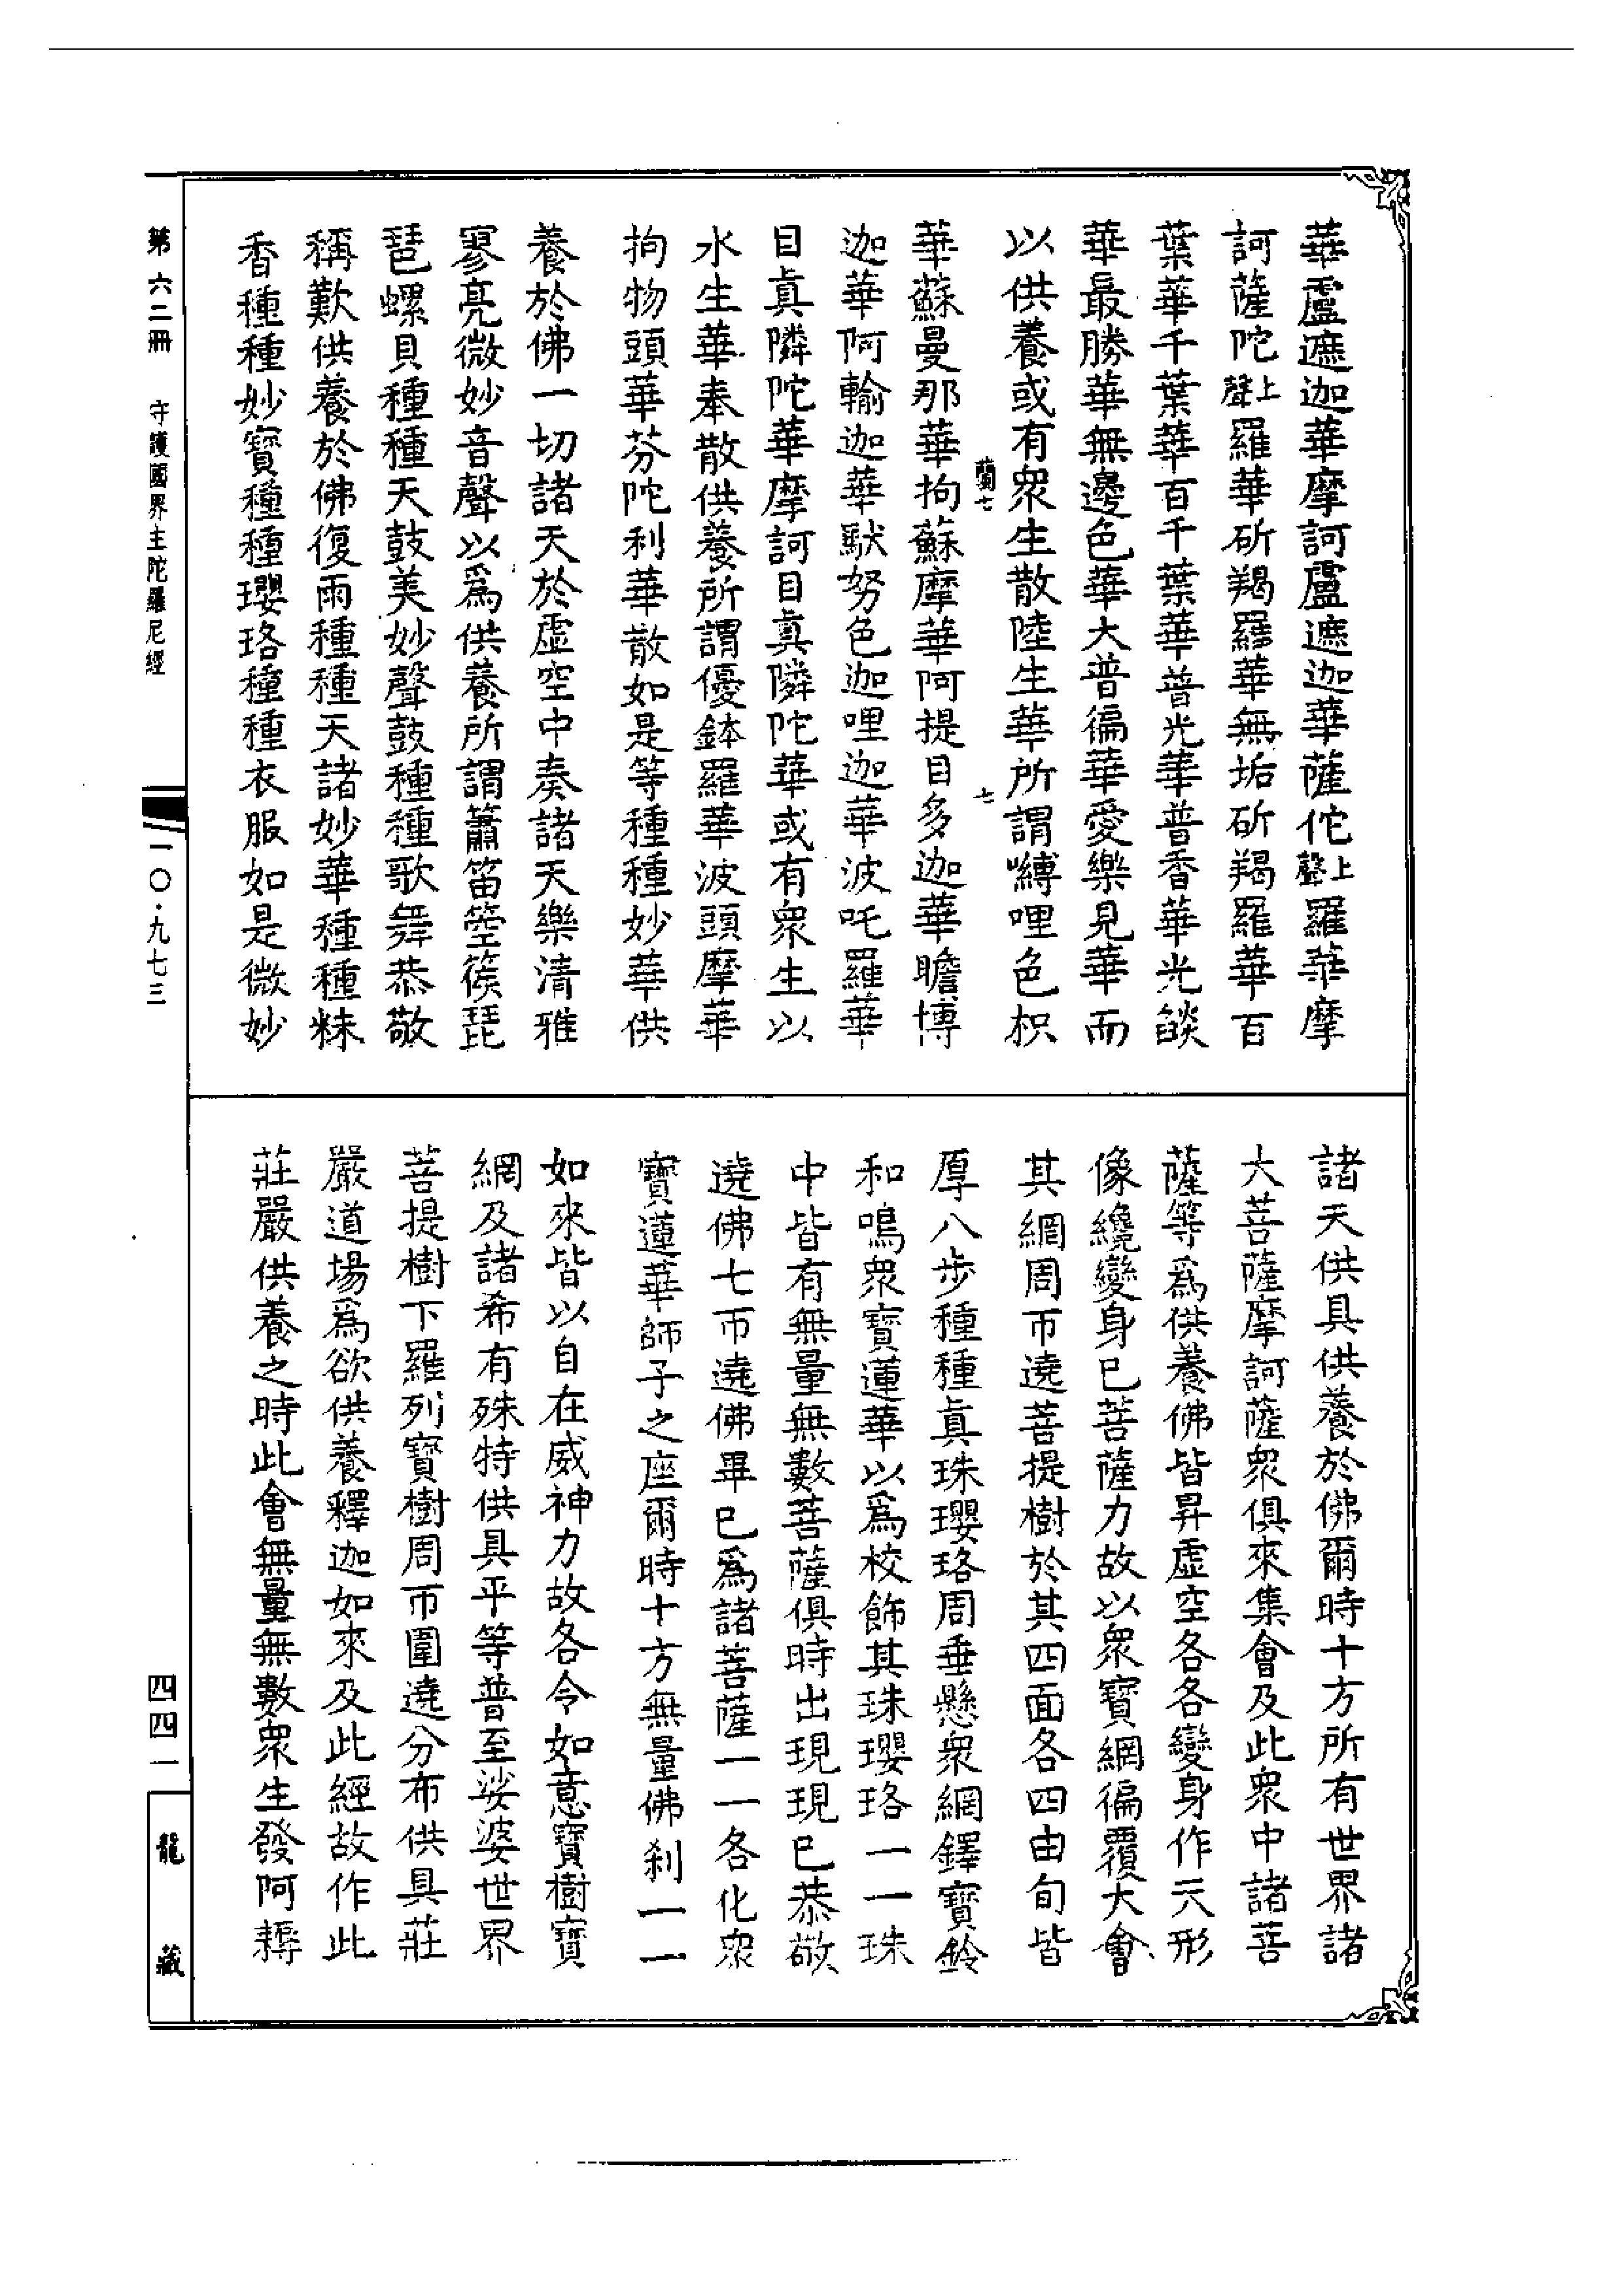 華盧遮迦華摩訶盧遮迦華薩佗上聲羅華摩
訶薩陀上聲羅華斫羯羅華無垢斫羯羅華百
葉華千葉華百千葉華普光華普香華光燄
華最勝華無邊色華大普徧華愛樂見華而
以供養或有衆生散陸生華所謂嚩哩色枳
蘭七
七
華蘇曼那華拘蘇摩華阿提目多迦華瞻博
迦華阿輸迦華馱努色迦哩迦華波吒羅華
目真隣陀華摩訶目真隣陀華或有衆生以
水生華奉散供養所謂優鉢羅華波頭摩華
拘物頭華芬陀利華散如是等種種妙華供
養於佛一切諸天於虛空中奏諸天樂清雅
寥亮微妙音聲以爲供養所謂簫笛箜篌琵
琶螺貝種種天鼓美妙聲鼓種種歌舞恭敬
稱歎供養於佛復雨種種天諸妙華種種粖
香種種妙寶種種瓔珞種種衣服如是微妙
諸天供具供養於佛爾時十方所有世界諸
大菩薩摩訶薩衆俱來集會及此衆中諸菩
薩等爲供養佛皆昇虛空各各變身作天形
像纔變身巳菩薩力故以衆寶網徧覆大會
其網周帀遶菩提樹於其四面各四由旬皆
厚八步種種真珠瓔珞周垂懸衆網鐸寶鈴
和鳴衆寶蓮華以爲校飾其珠瓔珞一一珠
中皆有無量無數菩薩俱時出現現巳恭敬
遶佛七帀遶佛畢巳爲諸菩薩一一各化衆
寶蓮華師子之座爾時十方無量佛刹一一
如來皆以自在威神力故各令如意寶樹寶
網及諸希有殊特供具平等普至娑婆世界
菩提樹下羅列寶樹周帀圍遶分布供具莊
嚴道場爲欲供養釋迦如來及此經故作此
莊嚴供養之時此會無量無數衆生發阿耨
第六二冊 守護國界主陀羅尼經
一〇·九七三
四四一
龍藏